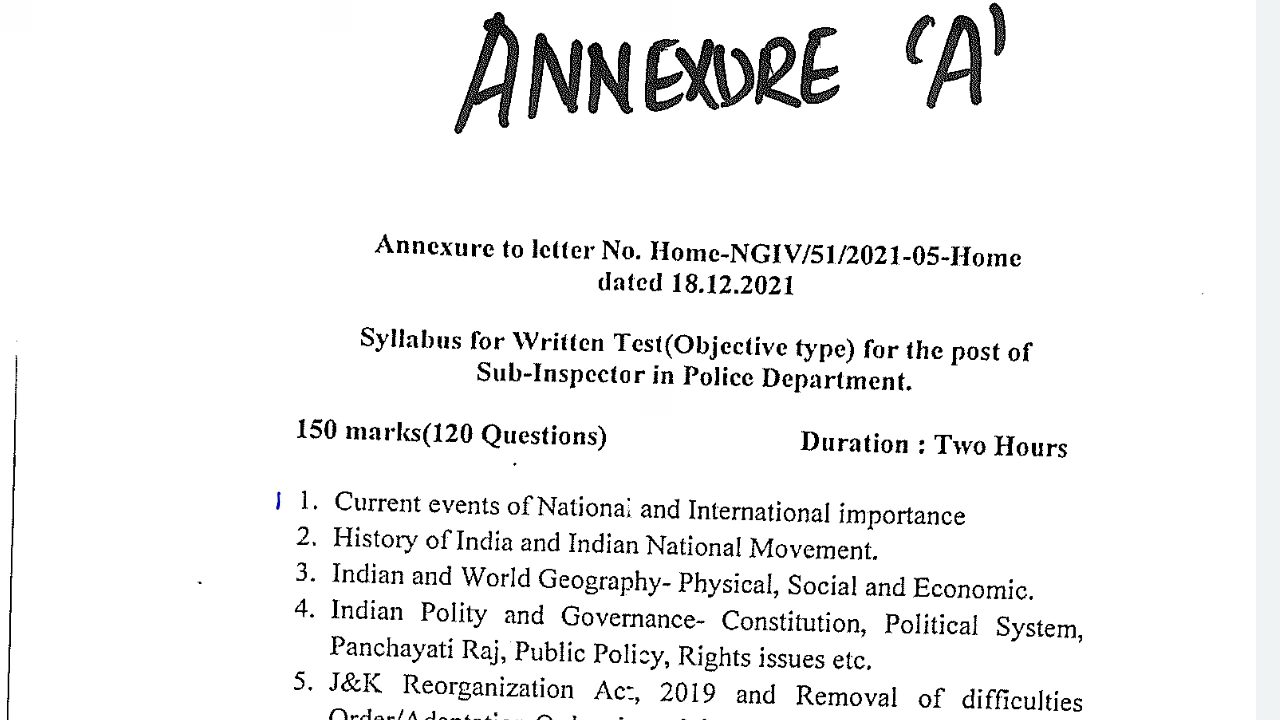 ANNEXURE 'A'
Annexure to letter No. Home-NGIV/51/2021-05-Home
dated 18.12.2021
Syllabus for Written Test(Objective type) for the post of
Sub-Inspector in Police Department.
150 marks(120 Questions) Duration : Two Hours
1. Current events of National and International importance
2. History of India and Indian National Movement.
3. Indian and World Geography- Physical, Social and Economic.
4. Indian Polity and Governance- Constitution, Political System,
Panchayati Raj, Public Policy, Rights issues etc.
5. J&K Reorganization Act, 2019 and Removal of difficulties